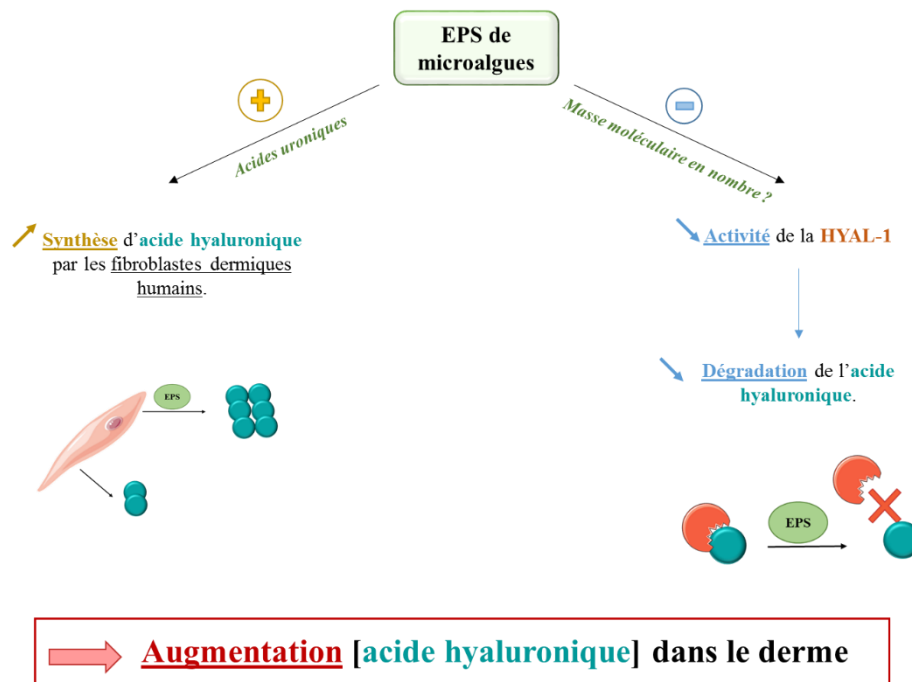 EPS de
microalgues
Acides uroniques
Masse moléculaire en nombre ?
Synthèse d'acide hyaluronique
par les fibroblastes dermiques
humains.
Activité de la HYAL-1
Dégradation de l'acide
hyaluronique.
EPS
EPS
Augmentation [acide hyaluronique] dans le derme